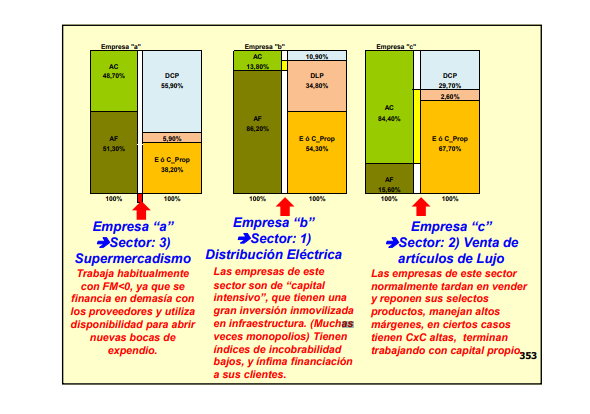 Empresa "a"
AC
48,70%
DCP
55,90%
AF
51,30%
5,90%
E ó C_Prop
38,20%
100%
100%
Empresa "b"
AC
13,80%
10,90%
DLP
34,80%
AF
86,20%
E ó C_Prop
54,30%
100%
100%
Empresa "c"
AC
84,40%
DCP
29,70%
2,60%
E ó C_Prop
67,70%
AF
15,60%
100%
100%
Empresa “a”
➔Sector: 3)
Supermercadismo
Trabaja habitualmente
con FM<0, ya que se
financia en demasía con
los proveedores y utiliza
disponibilidad para abrir
nuevas bocas de
expendio.
Empresa “b”
➔Sector: 1)
Distribución Eléctrica
Las empresas de este
sector son de “capital
intensivo”, que tienen una
gran inversión inmovilizada
en infraestructura. (Muchas
veces monopolios) Tienen
índices de incobrabilidad
bajos, y ínfima financiación
a sus clientes.
Empresa “c”
➔Sector: 2) Venta de
artículos de Lujo
Las empresas de este sector
normalmente tardan en vender
y reponen sus selectos
productos, manejan altos
márgenes, en ciertos casos
tienen CxC altas, terminan
trabajando con capital propio.
353